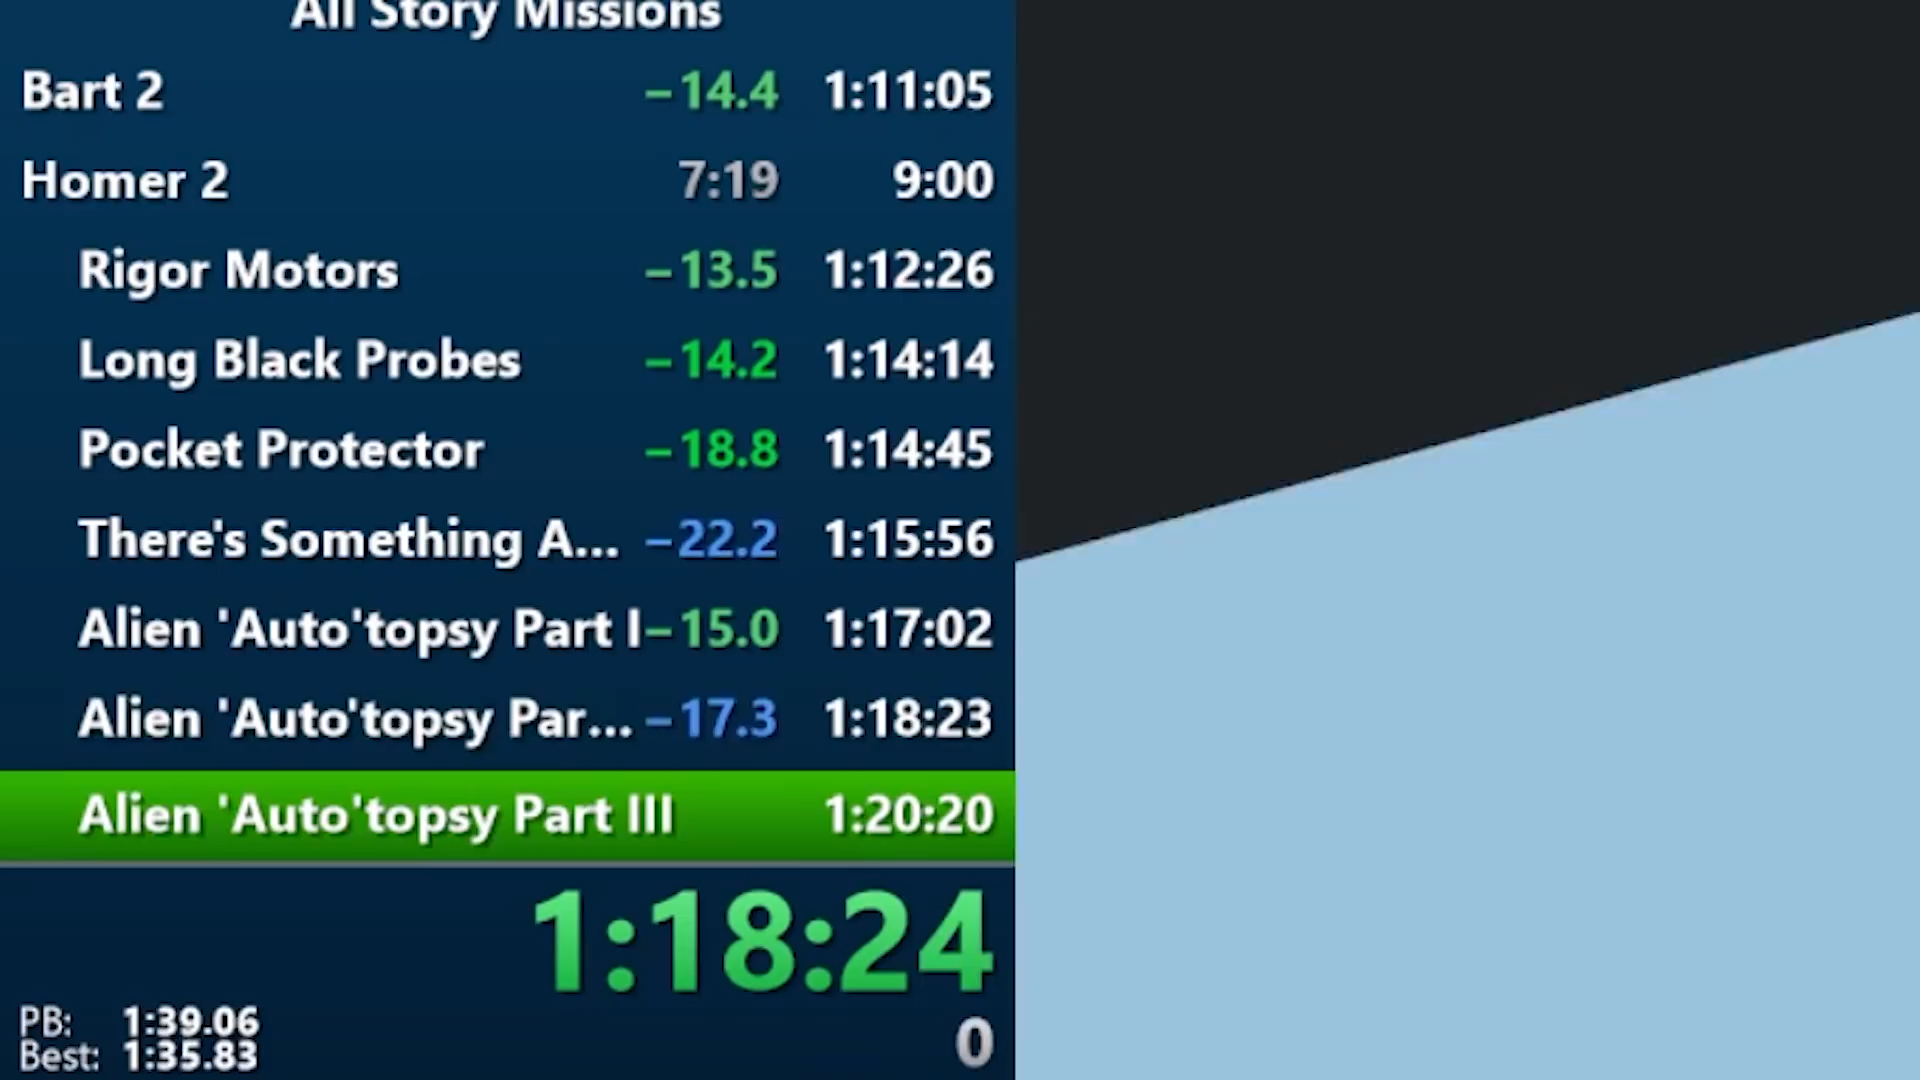 All Story Missions
Bart 2 −14.4 1:11:05
Homer 2 7:19 9:00
Rigor Motors −13.5 1:12:26
Long Black Probes −14.2 1:14:14
Pocket Protector −18.8 1:14:45
There's Something A... −22.2 1:15:56
Alien 'Auto'topsy Part I −15.0 1:17:02
Alien 'Auto'topsy Par... −17.3 1:18:23
Alien 'Auto'topsy Part III 1:20:20
1:18:24
PB: 1:39.06
Best: 1:35.83
0